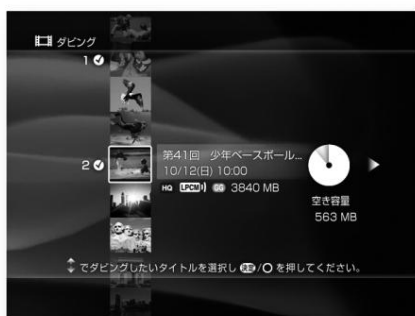 ダビング
1
2
第41回 少年ベースボール...
10/12(日) 10:00
HQ LPCM GG 3840 MB
空き容量
563 MB
でダビングしたいタイトルを選択し 決定/○ を押してください。